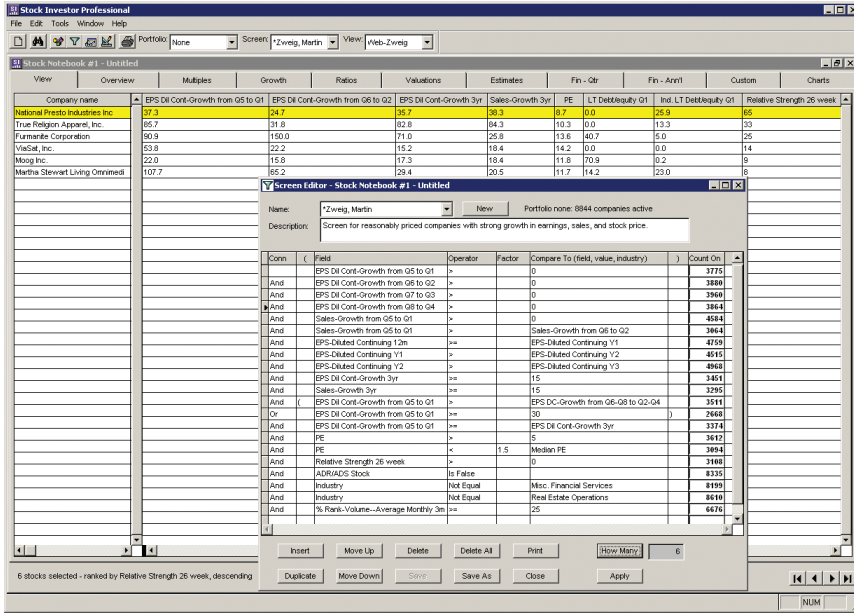 Stock Investor Professional
File Edit Tools Window Help
Portfolio: None Screen: *Zweig, Martin View: Web-Zweig
Stock Notebook #1 - Untitled
View Overview Multiples Growth Ratios Valuations Estimates Fin - Qtr Fin - Ann'l Custom Charts
Company name EPS Dil Cont-Growth from Q5 to Q1 EPS Dil Cont-Growth from Q6 to Q2 EPS Dil Cont-Growth 3yr Sales-Growth 3yr PE LT Debt/equity Q1 Ind. LT Debt/equity Q1 Relative Strength 26 week
National Presto Industries Inc 37.3 24.7 35.7 38.3 8.7 0.0 25.9 65
True Religion Apparel, Inc. 85.7 31.8 82.8 84.3 10.3 0.0 13.3 33
Furmanite Corporation 90.9 150.0 71.0 25.8 13.6 40.7 5.0 25
ViaSat, Inc. 53.8 22.2 15.2 18.4 14.2 0.0 0.0 14
Moog Inc. 22.0 15.8 17.3 18.4 11.8 70.9 0.2 9
Martha Stewart Living Omnimedi 107.7 65.2 29.4 20.5 11.7 14.2 23.0 8
Screen Editor - Stock Notebook #1 - Untitled
Name: *Zweig, Martin New Portfolio none: 8844 companies active
Description: Screen for reasonably priced companies with strong growth in earnings, sales, and stock price.
Conn ( Field Operator Factor Compare To (field, value, industry) ) Count On
EPS Dil Cont-Growth from Q5 to Q1 > 0 3775
And EPS Dil Cont-Growth from Q6 to Q2 > 0 3880
And EPS Dil Cont-Growth from Q7 to Q3 > 0 3960
And EPS Dil Cont-Growth from Q8 to Q4 > 0 3864
And Sales-Growth from Q5 to Q1 > 0 4584
And Sales-Growth from Q5 to Q1 > Sales-Growth from Q6 to Q2 3064
And EPS-Diluted Continuing 12m >= EPS-Diluted Continuing Y1 4759
And EPS-Diluted Continuing Y1 > EPS-Diluted Continuing Y2 4515
And EPS-Diluted Continuing Y2 > EPS-Diluted Continuing Y3 4968
And EPS Dil Cont-Growth 3yr >= 15 3451
And Sales-Growth 3yr >= 15 3295
And ( EPS Dil Cont-Growth from Q5 to Q1 > EPS DC-Growth from Q6-Q8 to Q2-Q4 3511
Or EPS Dil Cont-Growth from Q5 to Q1 >= 30 ) 2668
And EPS Dil Cont-Growth from Q5 to Q1 >= EPS Dil Cont-Growth 3yr 3374
And PE > 5 3612
And PE < 1.5 Median PE 3094
And Relative Strength 26 week > 0 3108
And ADR/ADS Stock Is False 8335
And Industry Not Equal Misc. Financial Services 8199
And Industry Not Equal Real Estate Operations 8610
And % Rank-Volume--Average Monthly 3m >= 25 6676
Insert Move Up Delete Delete All Print How Many 6
Duplicate Move Down Save Save As Close Apply
6 stocks selected - ranked by Relative Strength 26 week, descending
NUM